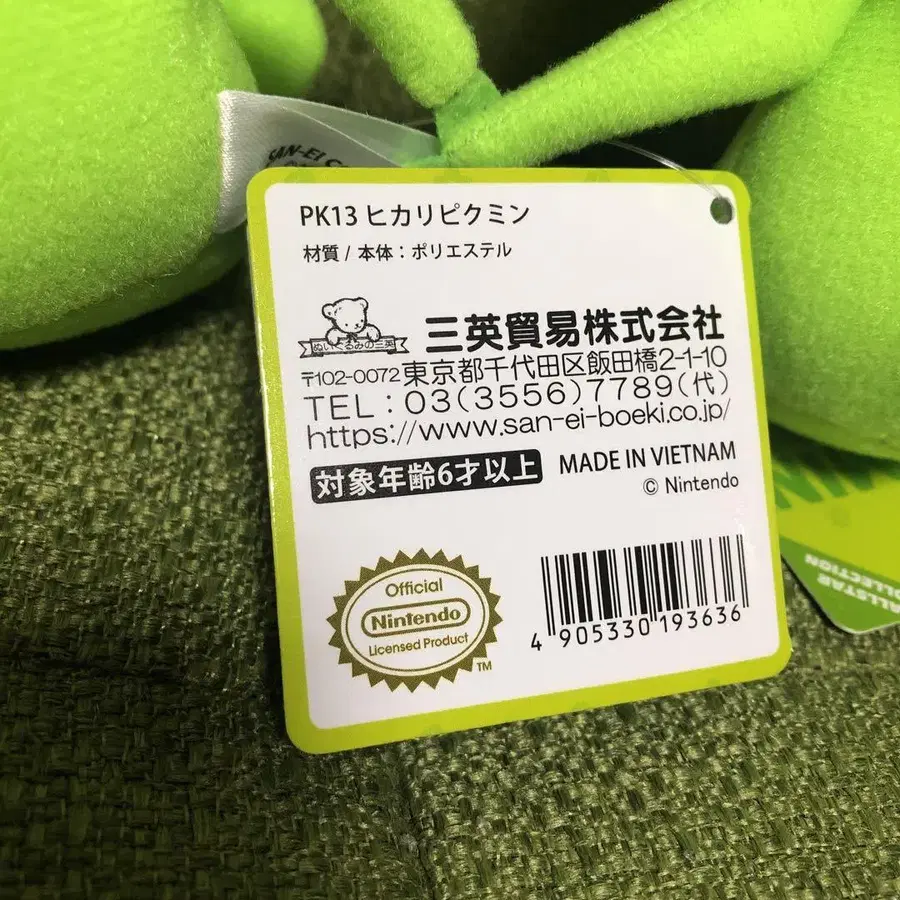 SAN-EI C
PK13 ヒカリピクミン
材質 / 本体：ポリエステル
ぬいぐるみの三英
三英貿易株式会社
〒102-0072 東京都千代田区飯田橋2-1-10
TEL：03(3556)7789(代)
https://www.san-ei-boeki.co.jp/
対象年齢6才以上
MADE IN VIETNAM
© Nintendo
Official
Nintendo
Licensed Product
TM
4 905330 193636
ALLSTAR
OLLECTION